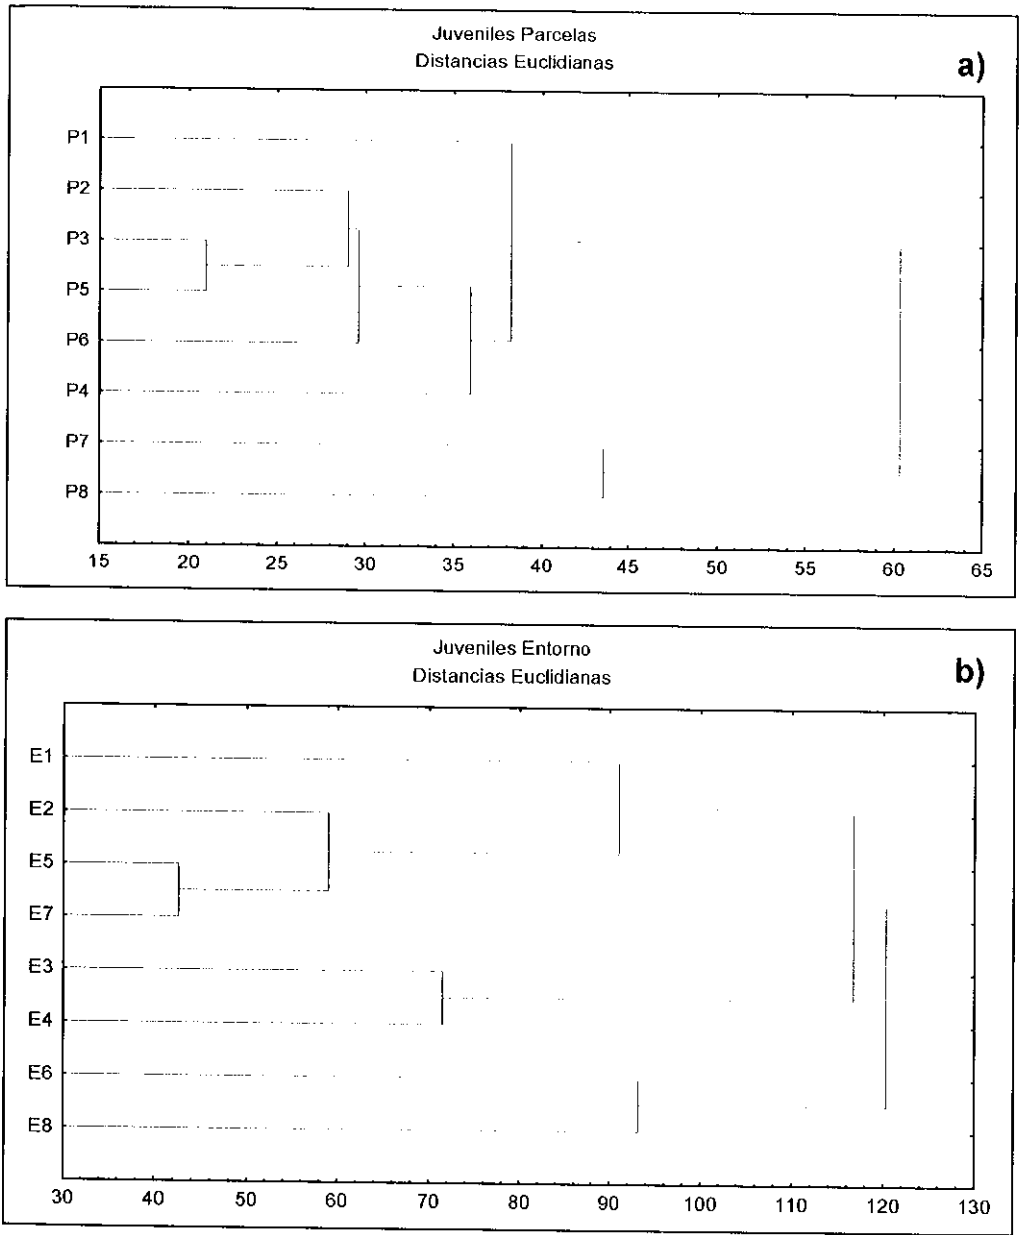 Juveniles Parcelas
Distancias Euclidianas
a)
P1
P2
P3
P5
P6
P4
P7
P8
15 20 25 30 35 40 45 50 55 60 65
Juveniles Entorno
Distancias Euclidianas
b)
E1
E2
E5
E7
E3
E4
E6
E8
30 40 50 60 70 80 90 100 110 120 130